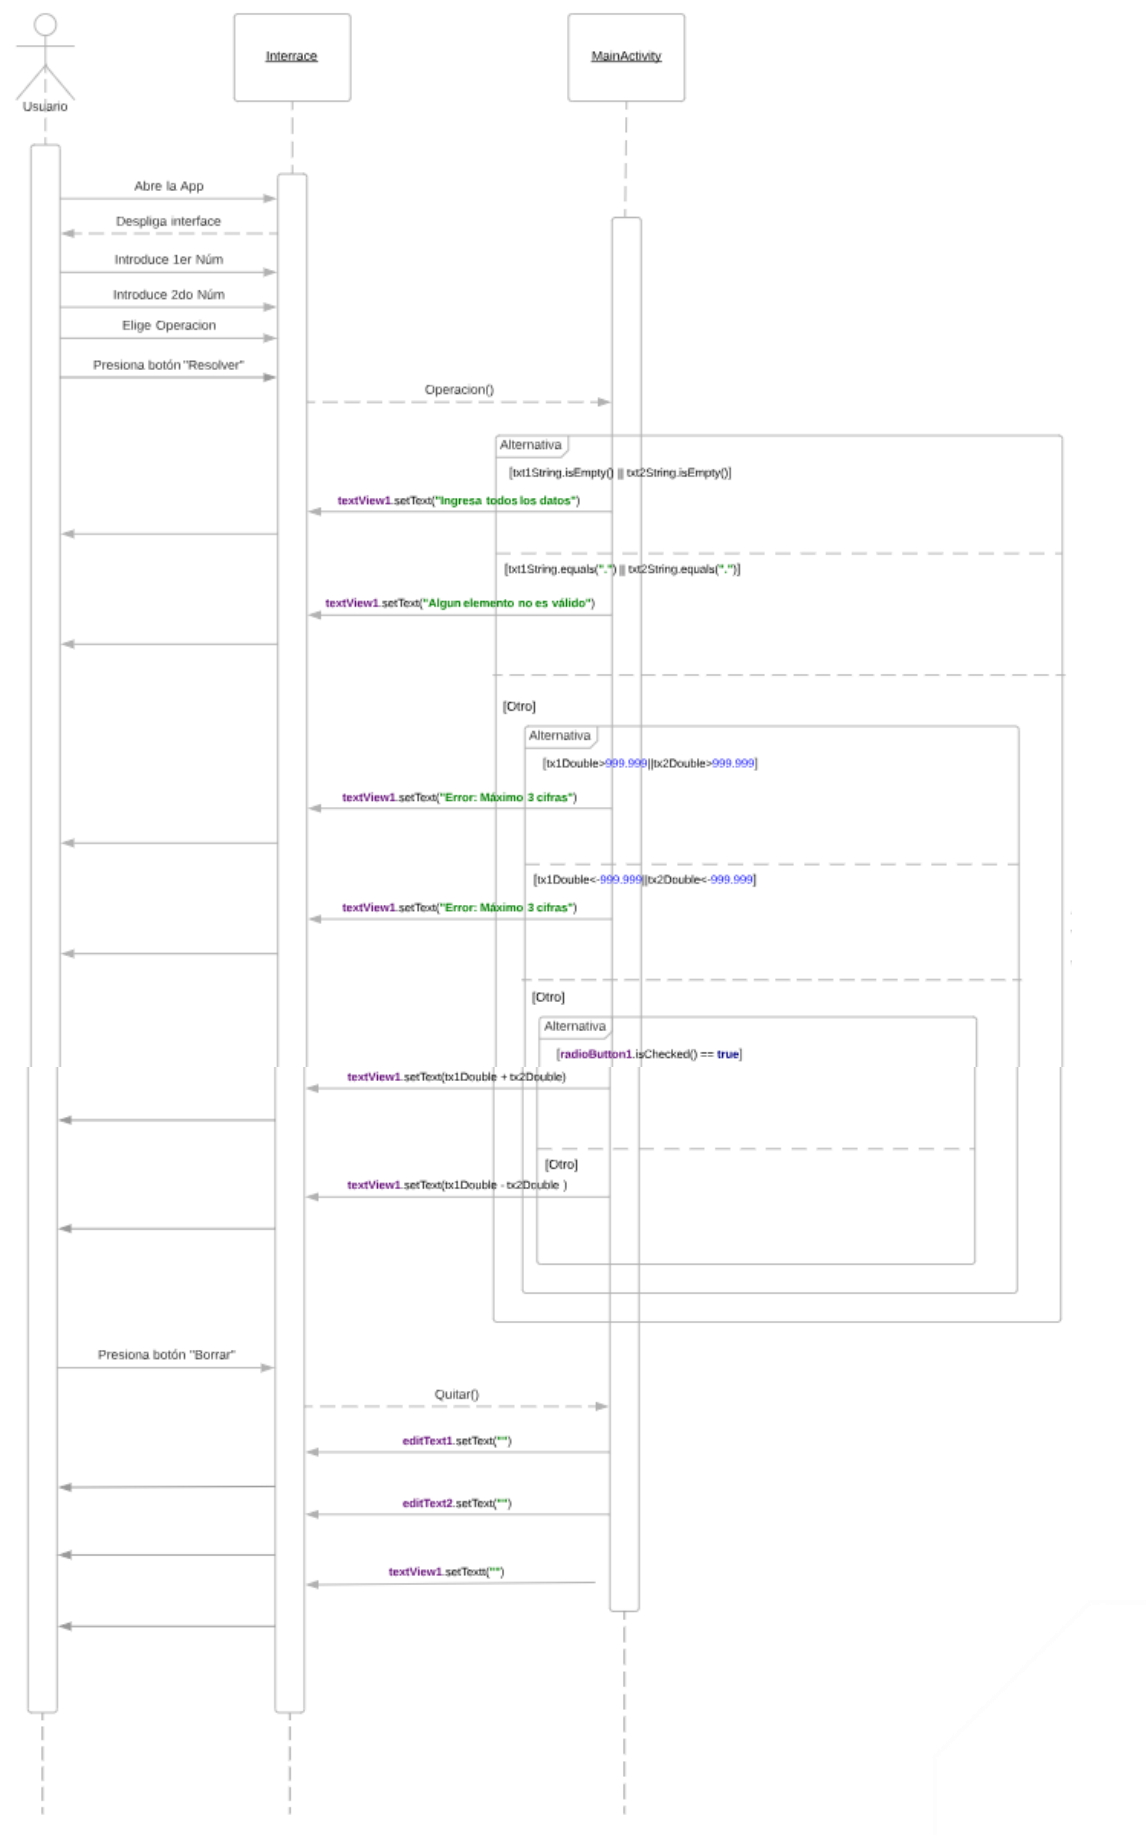 Interrace
MainActivity
Usuario
Abre la App
Despliga interface
Introduce 1er Núm
Introduce 2do Núm
Elige Operacion
Presiona botón "Resolver"
Operacion()
Alternativa
[txt1String.isEmpty() || txt2String.isEmpty()]
textView1.setText("Ingresa todos los datos")
[txt1String.equals(".") || txt2String.equals(".")]
textView1.setText("Algun elemento no es válido")
[Otro]
Alternativa
[tx1Double>999.999||tx2Double>999.999]
textView1.setText("Error: Máximo 3 cifras")
[tx1Double<-999.999||tx2Double<-999.999]
textView1.setText("Error: Máximo 3 cifras")
[Otro]
Alternativa
[radioButton1.isChecked() == true]
textView1.setText(tx1Double + tx2Double)
[Otro]
textView1.setText(tx1Double - tx2Double )
Presiona botón "Borrar"
Quitar()
editText1.setText("")
editText2.setText("")
textView1.setTextt("")